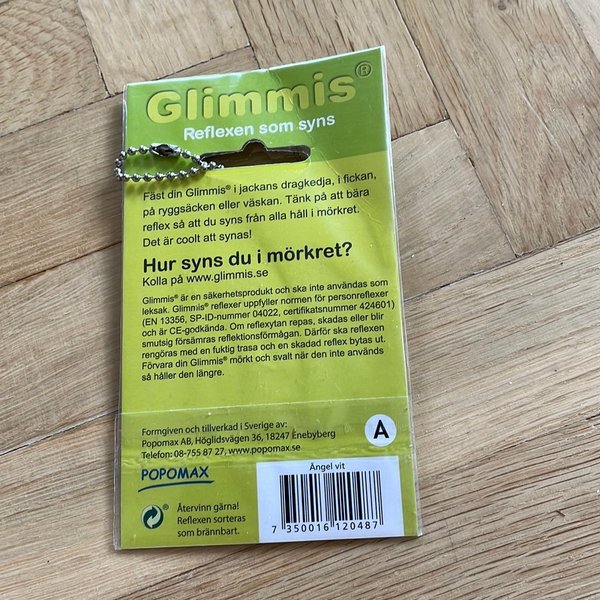 Glimmis®
Reflexen som syns
Fäst din Glimmis® i jackans dragkedja, i fickan,
på ryggsäcken eller väskan. Tänk på att bära
reflex så att du syns från alla håll i mörkret.
Det är coolt att synas!
Hur syns du i mörkret?
Kolla på www.glimmis.se
Glimmis® är en säkerhetsprodukt och ska inte användas som
leksak. Glimmis® reflexer uppfyller normen för personreflexer
(EN 13356, SP-ID-nummer 04022, certifikatsnummer 424601)
och är CE-godkända. Om reflexytan repas, skadas eller blir
smutsig försämras reflektionsförmågan. Därför ska reflexen
rengöras med en fuktig trasa och en skadad reflex bytas ut.
Förvara din Glimmis® mörkt och svalt när den inte används
så håller den längre.
Formgiven och tillverkad i Sverige av:
Popomax AB, Höglidsvägen 36, 18247 Enebyberg
Telefon: 08-755 87 27, www.popomax.se
A
POPOMAX
Ängel vit
7 350016 120487
Återvinn gärna!
Reflexen sorteras
som brännbart.